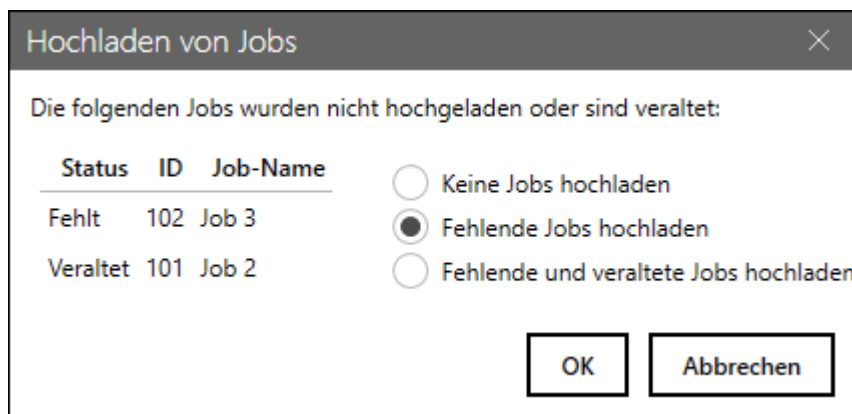 Hochladen von Jobs
Die folgenden Jobs wurden nicht hochgeladen oder sind veraltet:
Status ID Job-Name
Fehlt 102 Job 3
Veraltet 101 Job 2
Keine Jobs hochladen
Fehlende Jobs hochladen
Fehlende und veraltete Jobs hochladen
OK Abbrechen